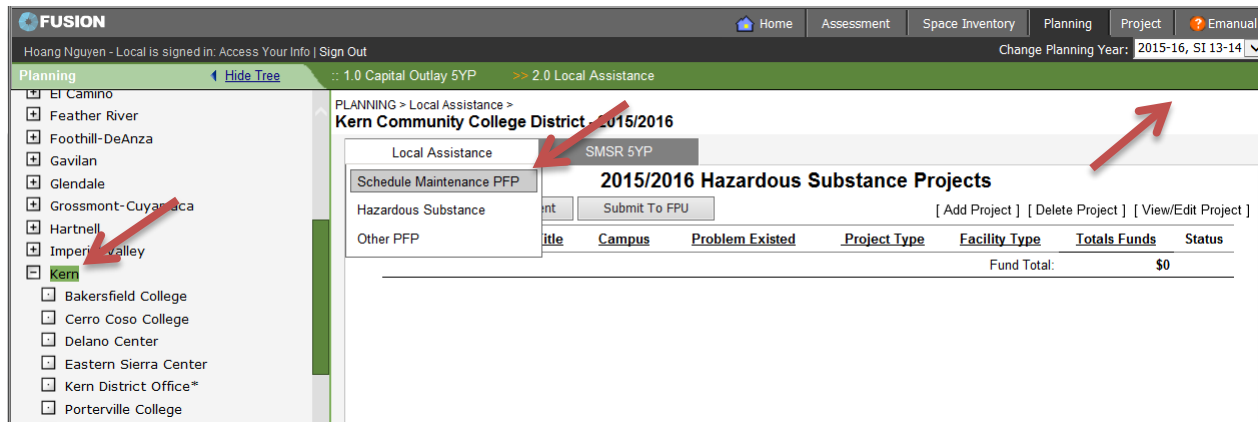 FUSION
Home Assessment Space Inventory Planning Project Emanual
Hoang Nguyen - Local is signed in: Access Your Info | Sign Out
Change Planning Year: 2015-16, SI 13-14
Planning Hide Tree :: 1.0 Capital Outlay 5YP >> 2.0 Local Assistance
El Camino
Feather River
Foothill-DeAnza
Gavilan
Glendale
Grossmont-Cuyamaca
Hartnell
Imperial Valley
Kern
Bakersfield College
Cerro Coso College
Delano Center
Eastern Sierra Center
Kern District Office*
Porterville College
PLANNING > Local Assistance >
Kern Community College District - 2015/2016
Local Assistance SMSR 5YP
Schedule Maintenance PFP
Hazardous Substance
Other PFP
2015/2016 Hazardous Substance Projects
Submit To FPU [ Add Project ] [ Delete Project ] [ View/Edit Project ]
Campus Problem Existed Project Type Facility Type Totals Funds Status
Fund Total: $0